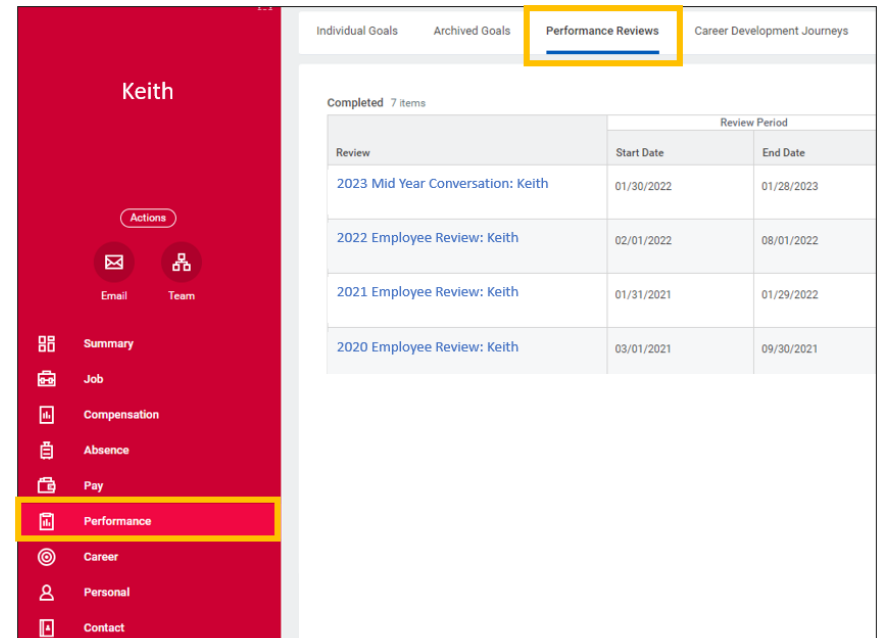 Individual Goals Archived Goals Performance Reviews Career Development Journeys
Keith
Actions
Email Team
Summary
Job
Compensation
Absence
Pay
Performance
Career
Personal
Contact
Completed 7 items
Review Period
Review Start Date End Date
2023 Mid Year Conversation: Keith 01/30/2022 01/28/2023
2022 Employee Review: Keith 02/01/2022 08/01/2022
2021 Employee Review: Keith 01/31/2021 01/29/2022
2020 Employee Review: Keith 03/01/2021 09/30/2021